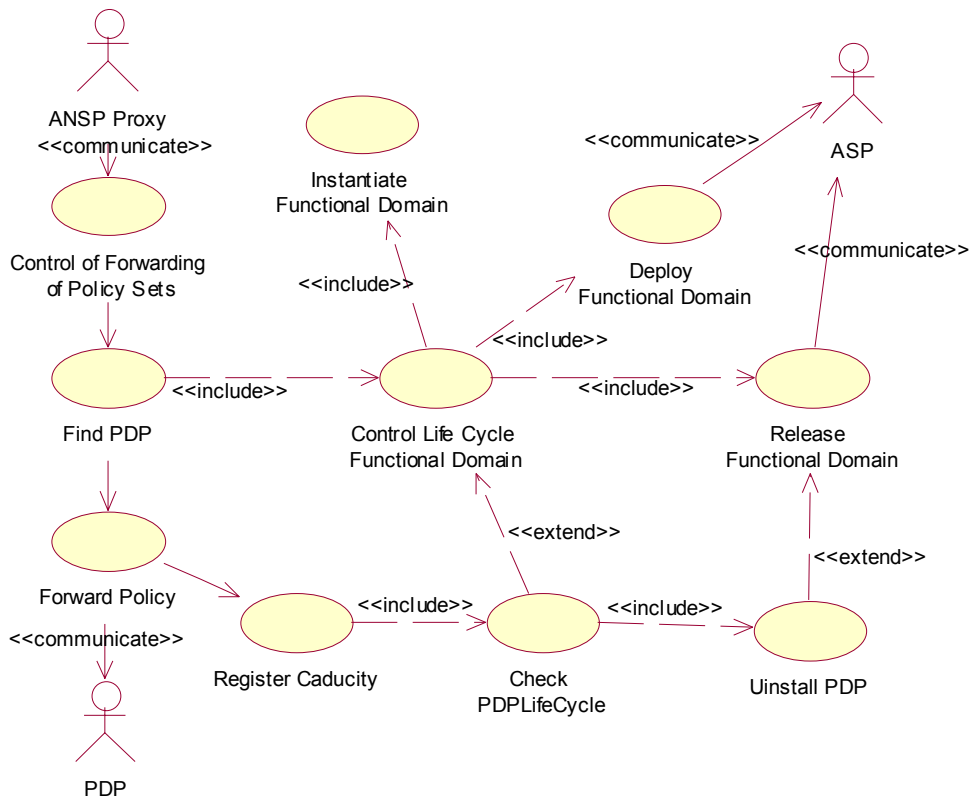 ANSP Proxy
<<communicate>>
<<communicate>>
ASP
Instantiate
Functional Domain
Control of Forwarding
of Policy Sets
<<communicate>>
Deploy
Functional Domain
<<include>>
<<include>>
<<include>>
<<include>>
Find PDP
Control Life Cycle
Functional Domain
Release
Functional Domain
<<extend>>
<<extend>>
Forward Policy
<<communicate>>
<<include>>
<<include>>
Register Caducity
Check
PDPLifeCycle
Uinstall PDP
PDP